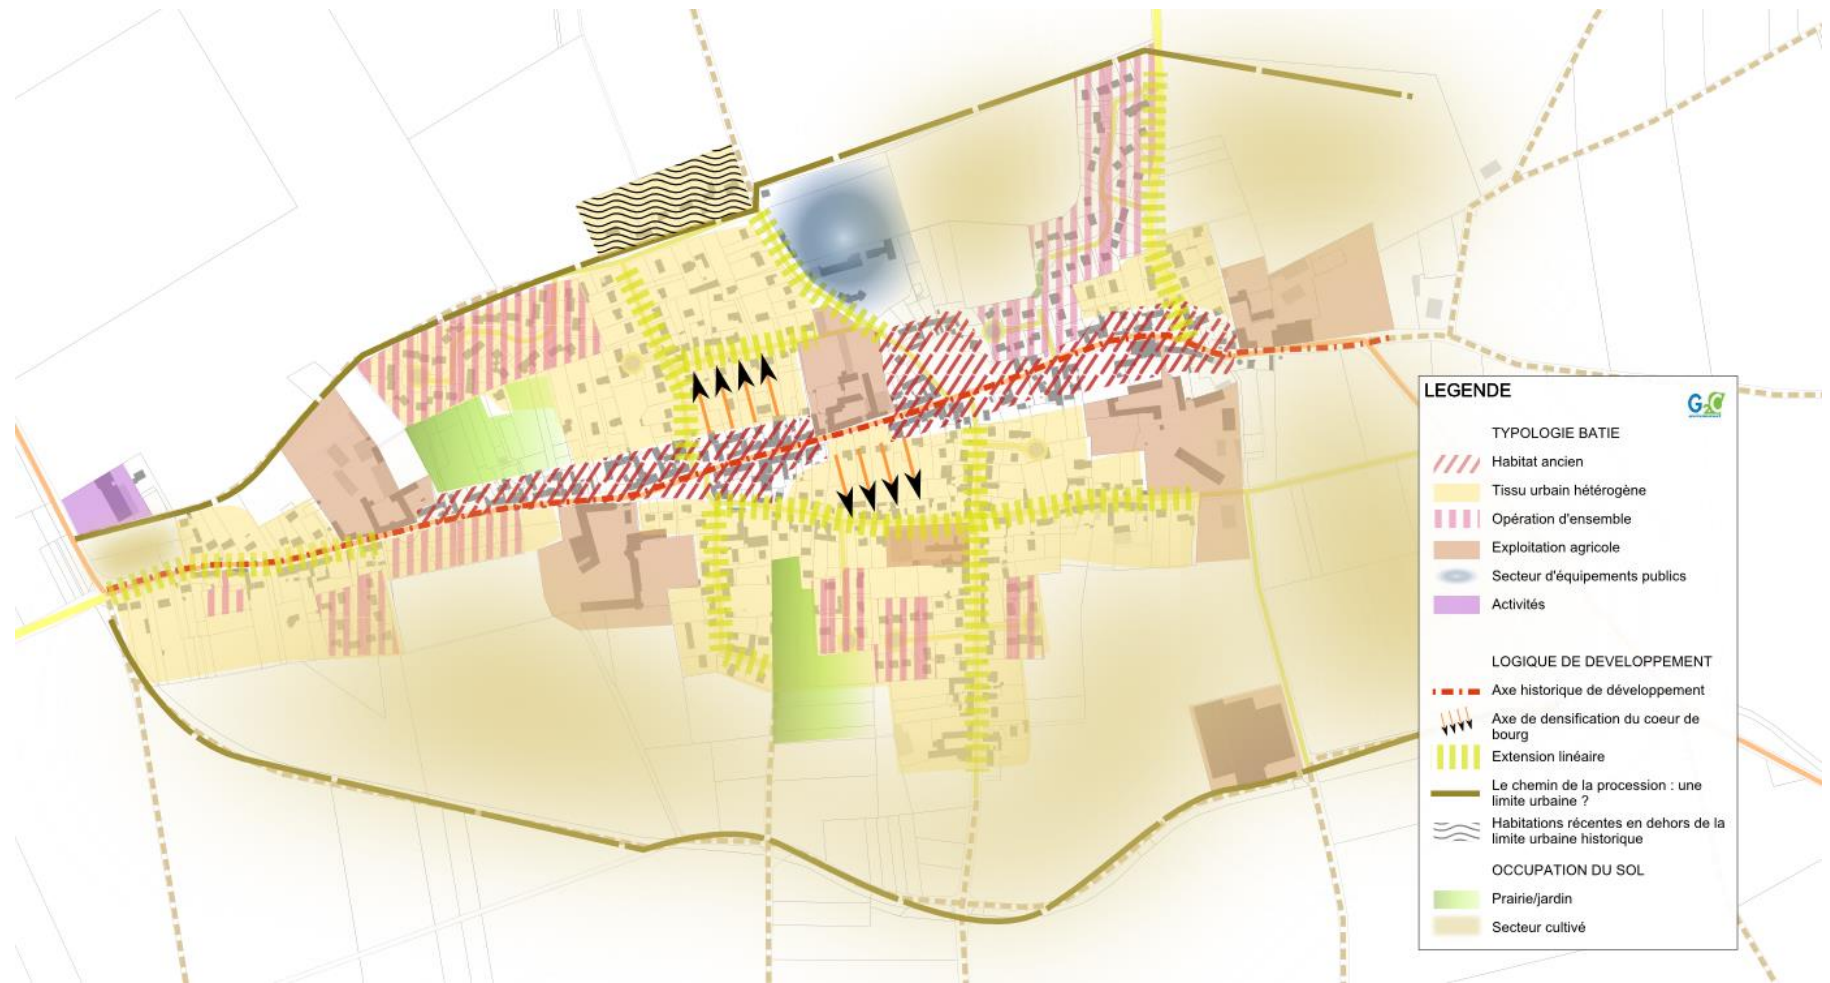 LEGENDE
G2C
TYPOLOGIE BATIE
Habitat ancien
Tissu urbain hétérogène
Opération d'ensemble
Exploitation agricole
Secteur d'équipements publics
Activités
LOGIQUE DE DEVELOPPEMENT
Axe historique de développement
Axe de densification du coeur de
bourg
Extension linéaire
Le chemin de la procession : une
limite urbaine ?
Habitations récentes en dehors de la
limite urbaine historique
OCCUPATION DU SOL
Prairie/jardin
Secteur cultivé